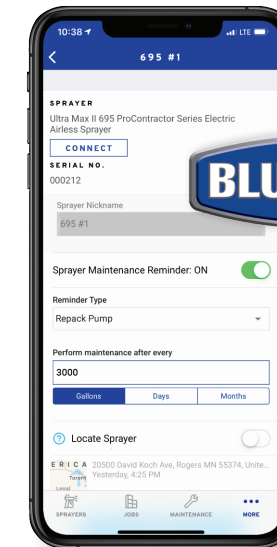 10:38
LTE
695 #1
SPRAYER
Ultra Max II 695 ProContractor Series Electric
Airless Sprayer
CONNECT
SERIAL NO.
000212
BLU
Sprayer Nickname
695 #1
Sprayer Maintenance Reminder: ON
Reminder Type
Repack Pump
Perform maintenance after every
3000
Gallons Days Months
Locate Sprayer
ERICA 20500 David Koch Ave, Rogers MN 55374, Unite...
Yesterday, 4:25 PM
Legal
SPRAYERS JOBS MAINTENANCE MORE